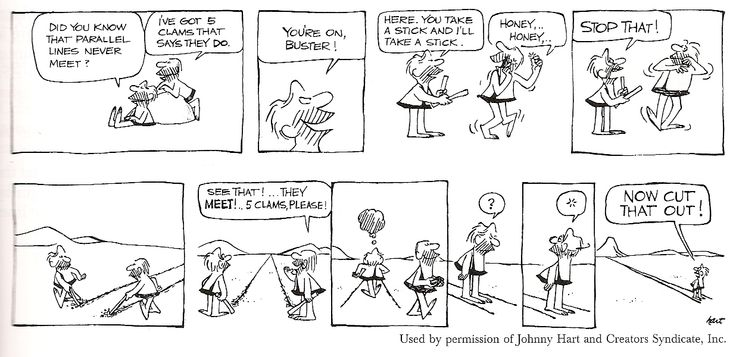 DID YOU KNOW
THAT PARALLEL
LINES NEVER
MEET?
I'VE GOT 5
CLAMS THAT
SAYS THEY DO.
YOU'RE ON,
BUSTER!
HERE. YOU TAKE
A STICK AND I'LL
TAKE A STICK.
HONEY,..
HONEY,..
STOP THAT!
SEE THAT!...THEY
MEET!.. 5 CLAMS, PLEASE!
?
NOW CUT
THAT OUT!
hart
Used by permission of Johnny Hart and Creators Syndicate, Inc.